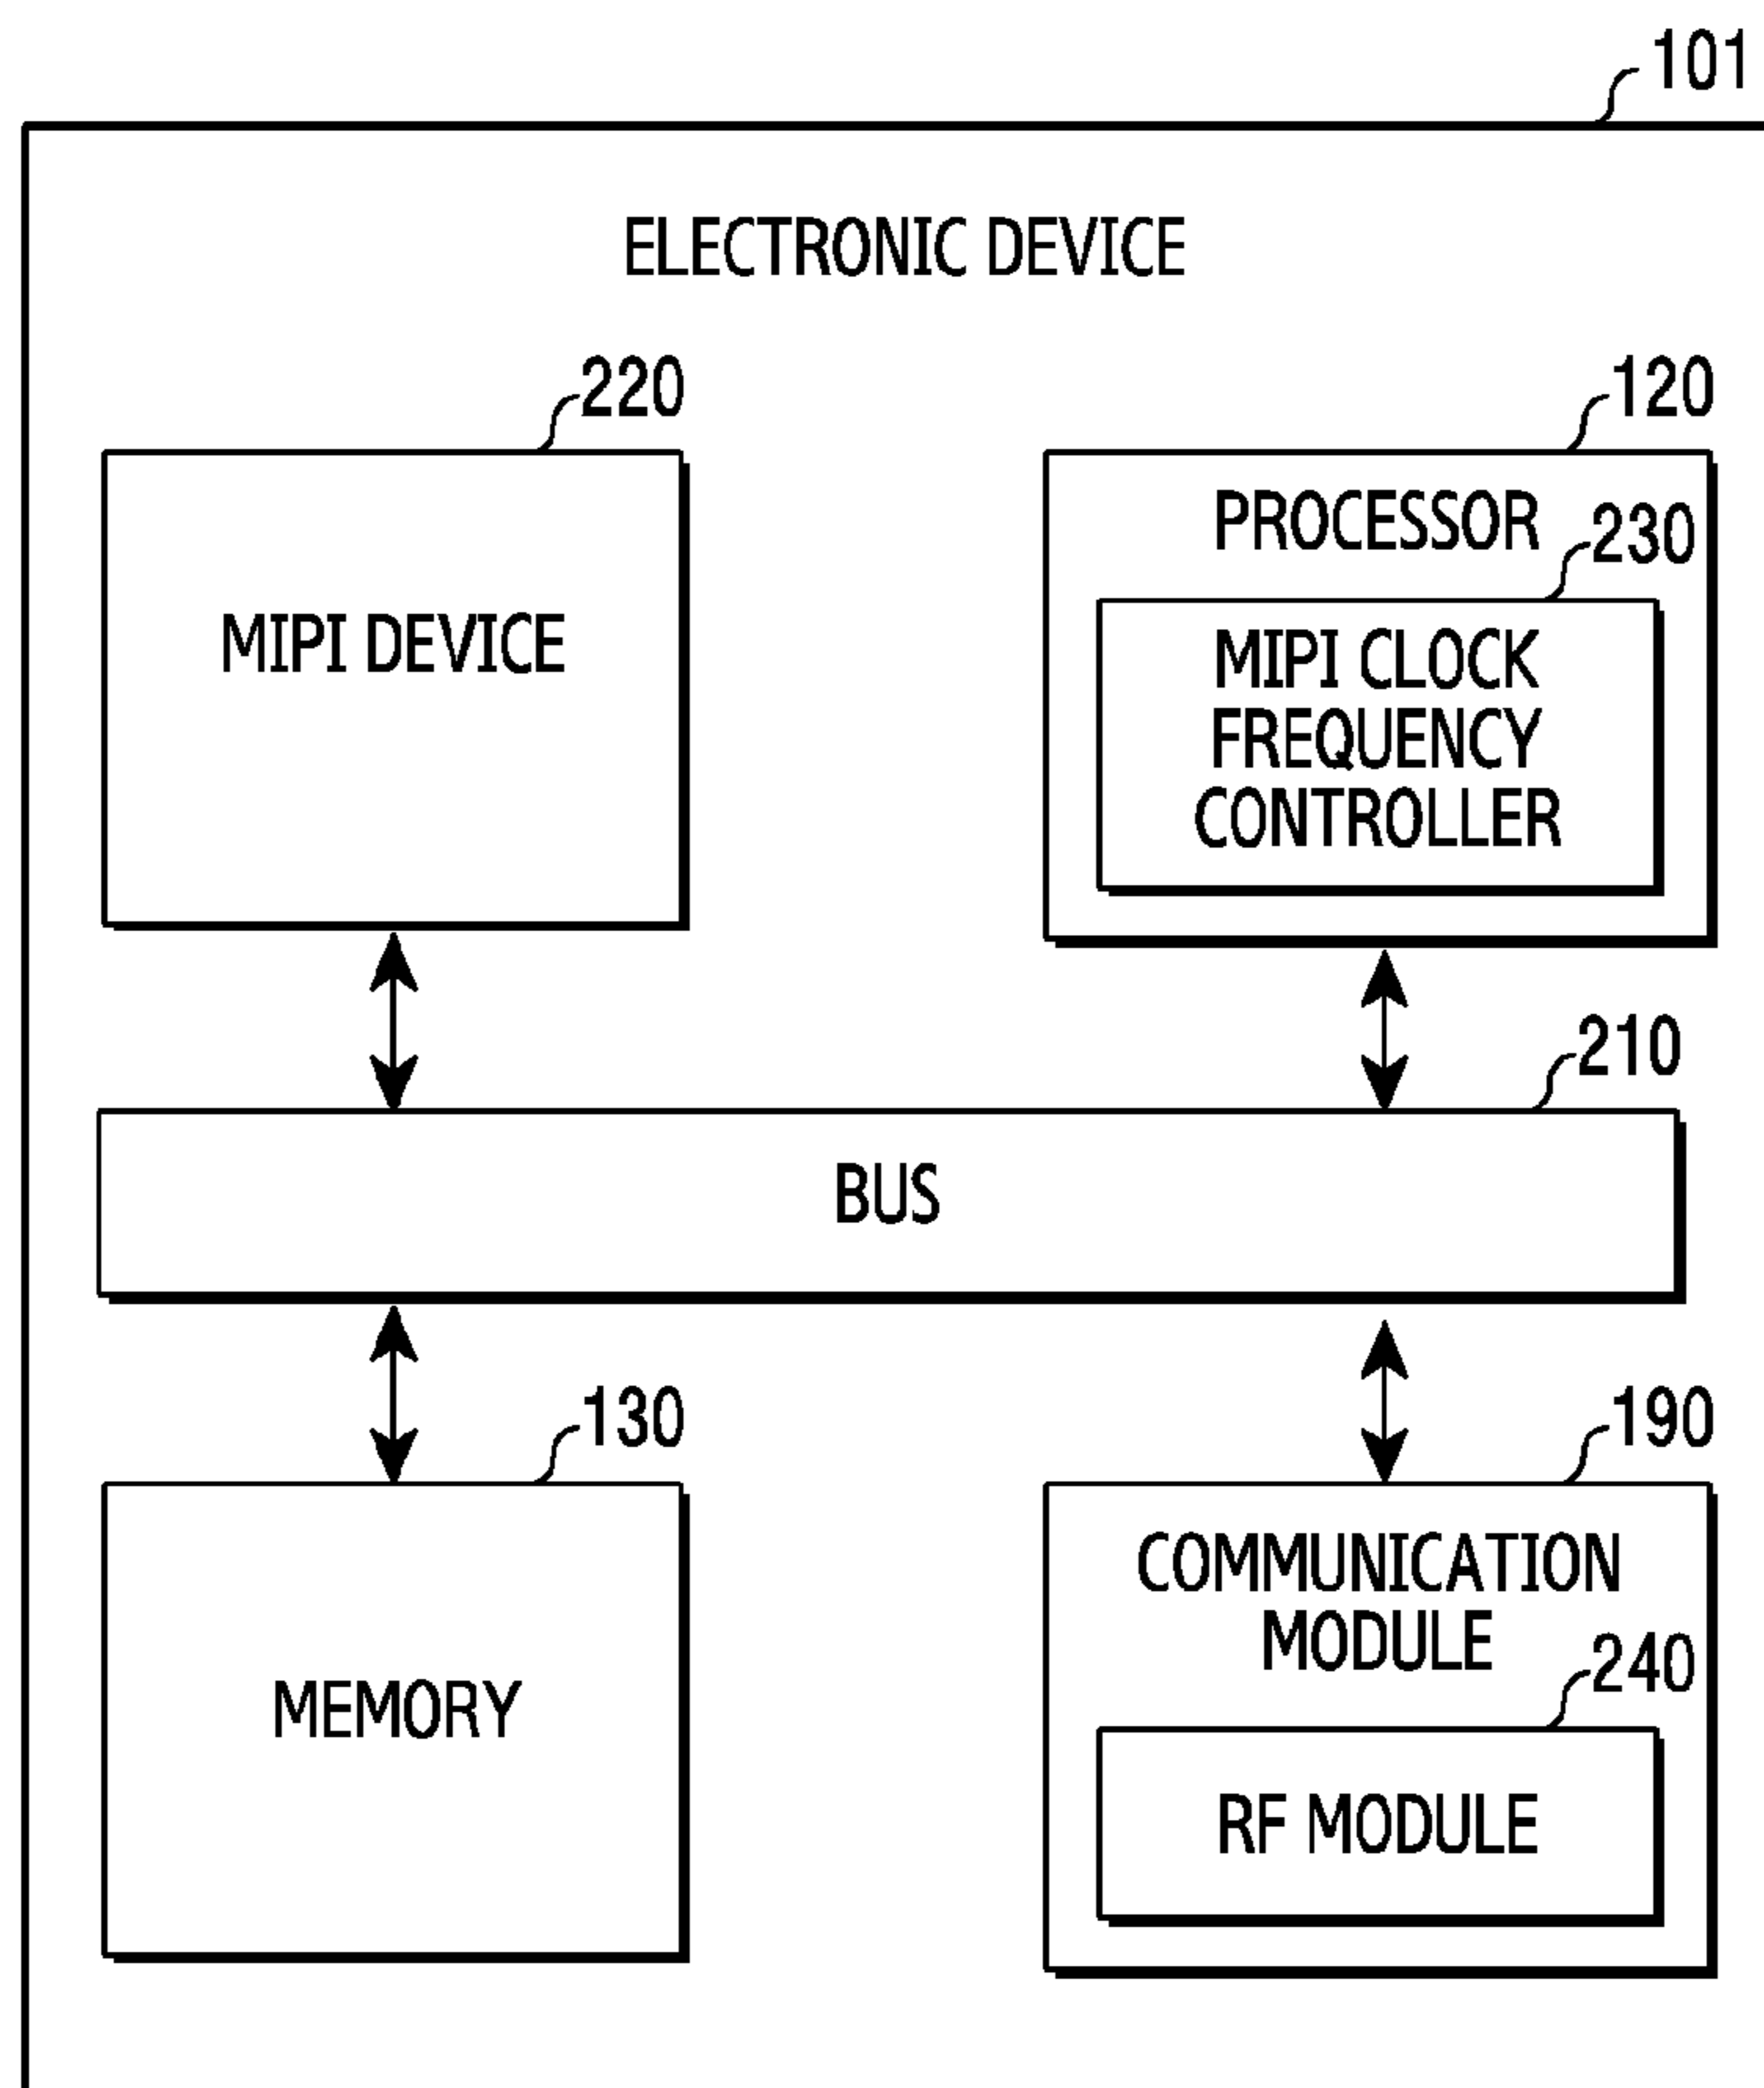 101
ELECTRONIC DEVICE
220
120
PROCESSOR
230
MIPI DEVICE
MIPI CLOCK
FREQUENCY
CONTROLLER
210
BUS
130
190
COMMUNICATION
MODULE
240
MEMORY
RF MODULE